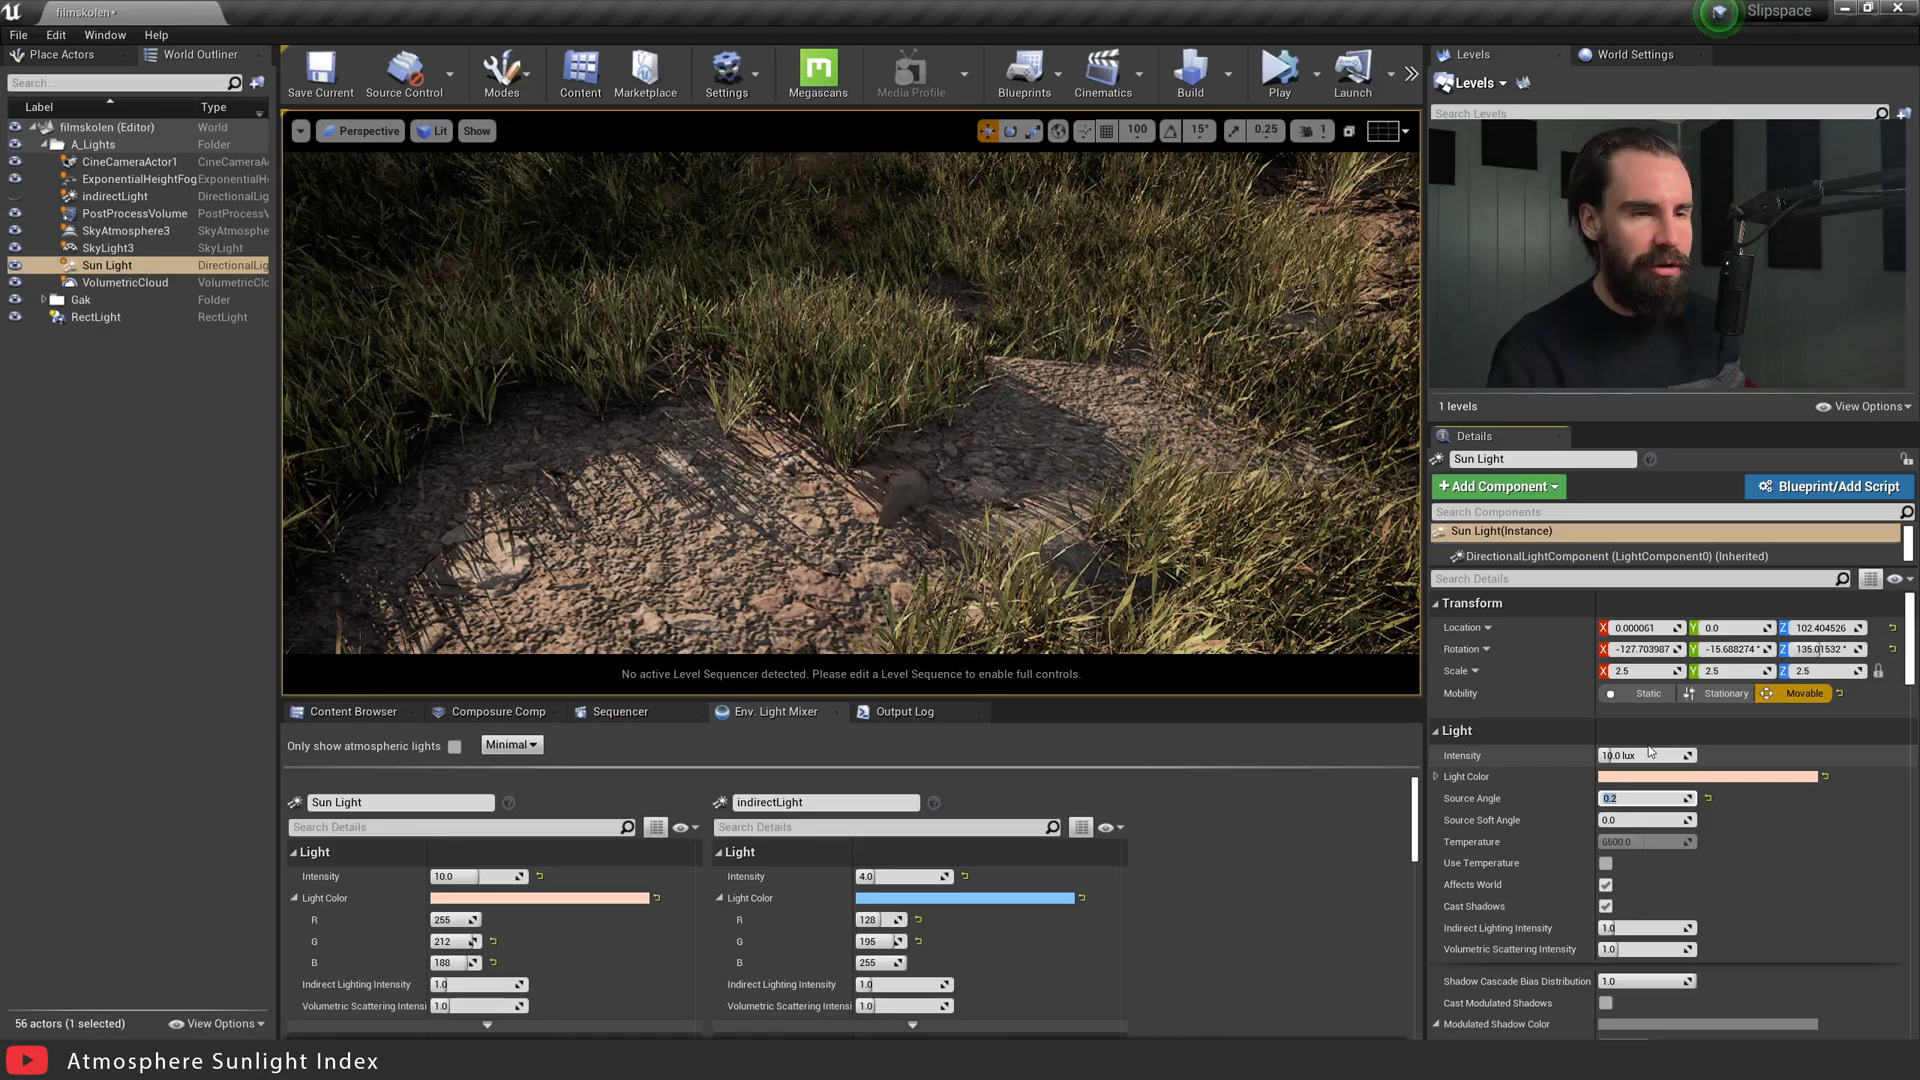 filmskolen•
Slipspace
File Edit Window Help
Place Actors World Outliner
Search...
Label Type
filmskolen (Editor) World
A_Lights Folder
CineCameraActor1 CineCameraA
ExponentialHeightFog ExponentialHe
indirectLight DirectionalLig
PostProcessVolume PostProcessV
SkyAtmosphere3 SkyAtmosphe
SkyLight3 SkyLight
Sun Light DirectionalLig
VolumetricCloud VolumetricClo
Gak Folder
RectLight RectLight
56 actors (1 selected) View Options
Save Current Source Control Modes Content Marketplace Settings Megascans Media Profile Blueprints Cinematics Build Play Launch
Perspective Lit Show 100 15° 0.25 1
No active Level Sequencer detected. Please edit a Level Sequence to enable full controls.
Content Browser Composure Comp Sequencer Env. Light Mixer Output Log
Only show atmospheric lights Minimal
Sun Light
Search Details
Light
Intensity 10.0
Light Color
R 255
G 212
B 188
Indirect Lighting Intensity 1.0
Volumetric Scattering Intensi 1.0
indirectLight
Search Details
Light
Intensity 4.0
Light Color
R 128
G 195
B 255
Indirect Lighting Intensity 1.0
Volumetric Scattering Intensi 1.0
Levels World Settings
Levels
Search Levels
1 levels View Options
Details
Sun Light
+Add Component Blueprint/Add Script
Search Components
Sun Light(Instance)
DirectionalLightComponent (LightComponent0) (Inherited)
Search Details
Transform
Location X 0.000061 Y 0.0 Z 102.404526
Rotation X -127.703987 Y -15.688274 ° Z 135.01532 °
Scale X 2.5 Y 2.5 Z 2.5
Mobility Static Stationary Movable
Light
Intensity 10.0 lux
Light Color
Source Angle 0.2
Source Soft Angle 0.0
Temperature 6500.0
Use Temperature
Affects World
Cast Shadows
Indirect Lighting Intensity 1.0
Volumetric Scattering Intensity 1.0
Shadow Cascade Bias Distribution 1.0
Cast Modulated Shadows
Modulated Shadow Color
Atmosphere Sunlight Index